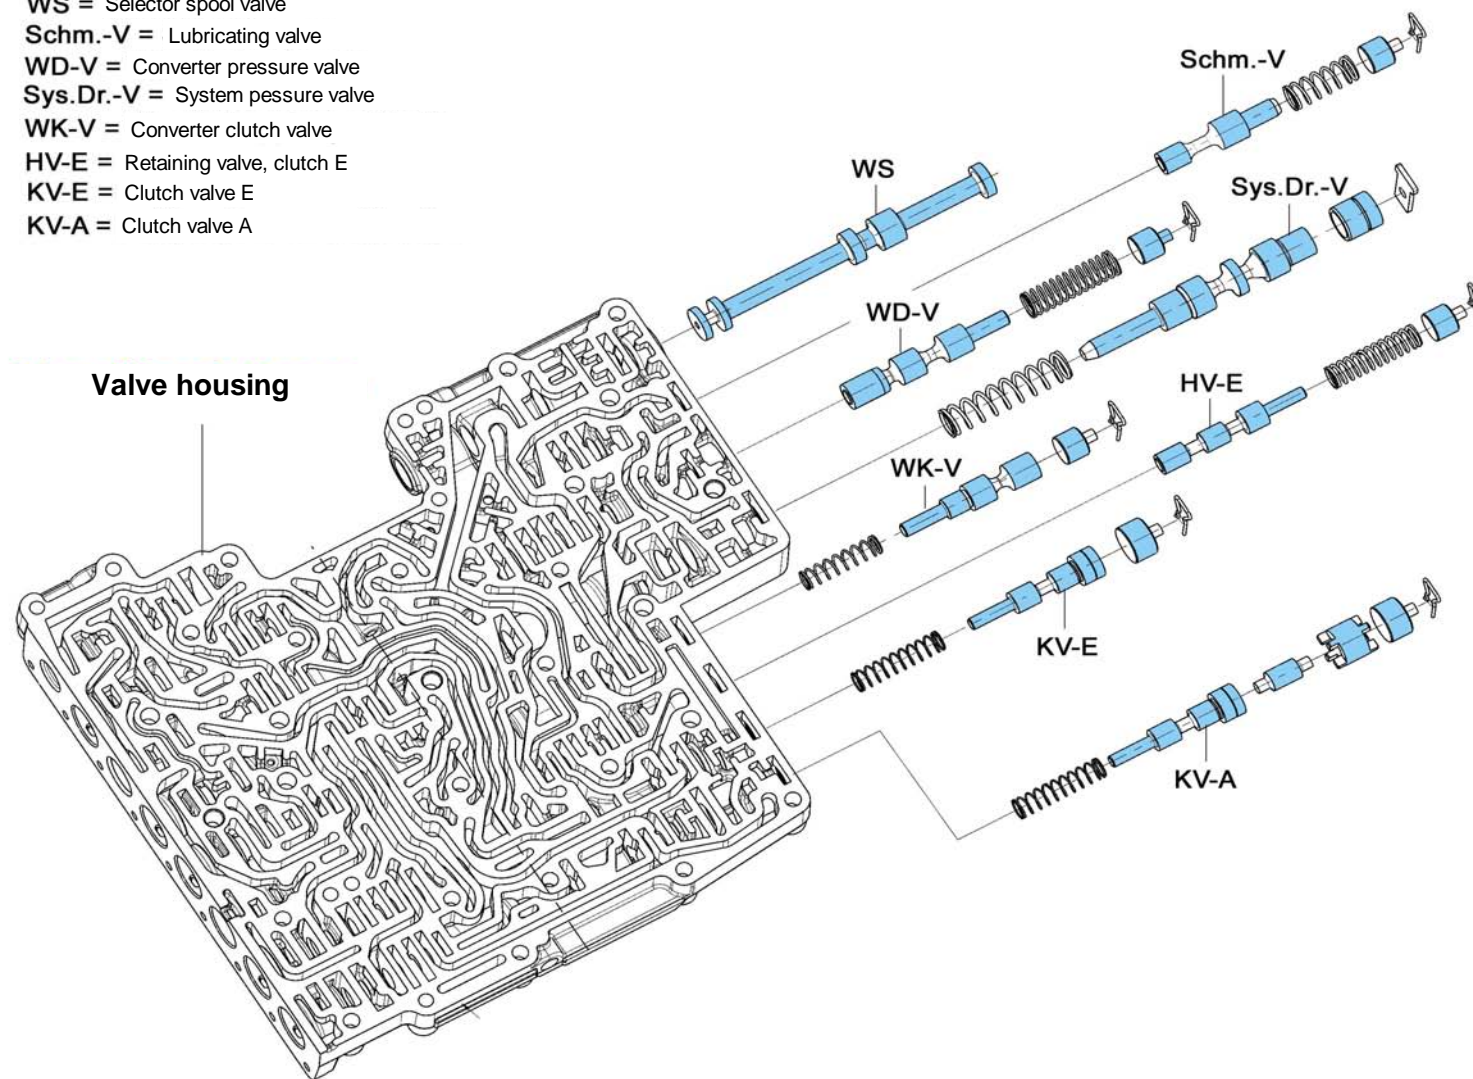 WS = Selector spool valve
Schm.-V = Lubricating valve
WD-V = Converter pressure valve
Sys.Dr.-V = System pessure valve
WK-V = Converter clutch valve
HV-E = Retaining valve, clutch E
KV-E = Clutch valve E
KV-A = Clutch valve A
Schm.-V
WS
Sys.Dr.-V
WD-V
Valve housing
HV-E
WK-V
KV-E
KV-A